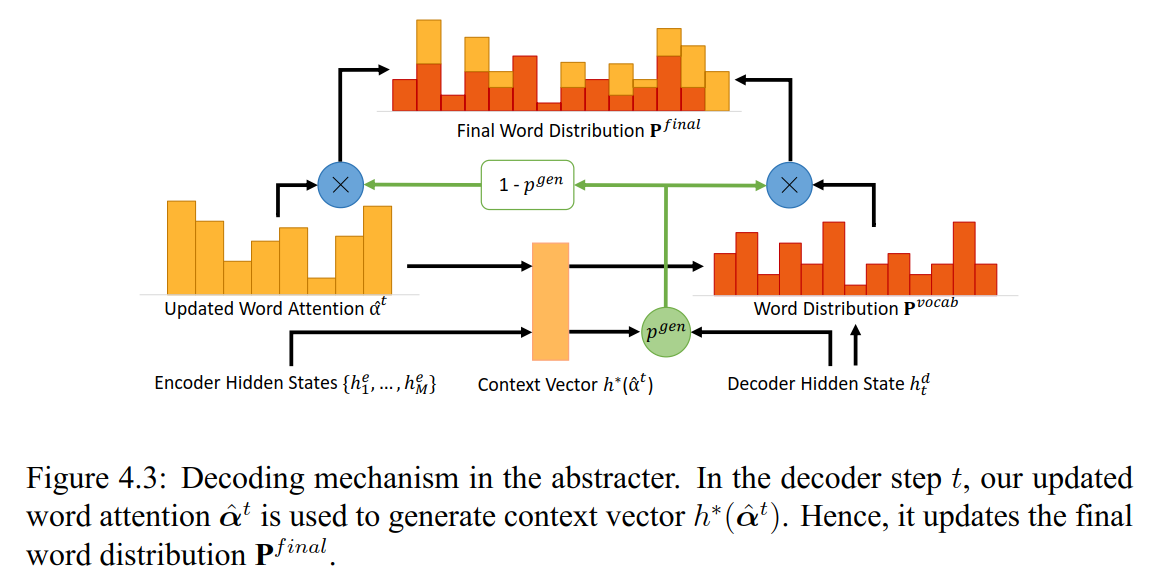 Final Word Distribution P^final
× 1 - p^gen ×
Updated Word Attention α̂^t
Word Distribution P^vocab
p^gen
Encoder Hidden States {h_1^e, ... , h_M^e}
Context Vector h*(α̂^t)
Decoder Hidden State h_t^d
Figure 4.3: Decoding mechanism in the abstracter. In the decoder step t, our updated
word attention α̂^t is used to generate context vector h*(α̂^t). Hence, it updates the final
word distribution P^final.